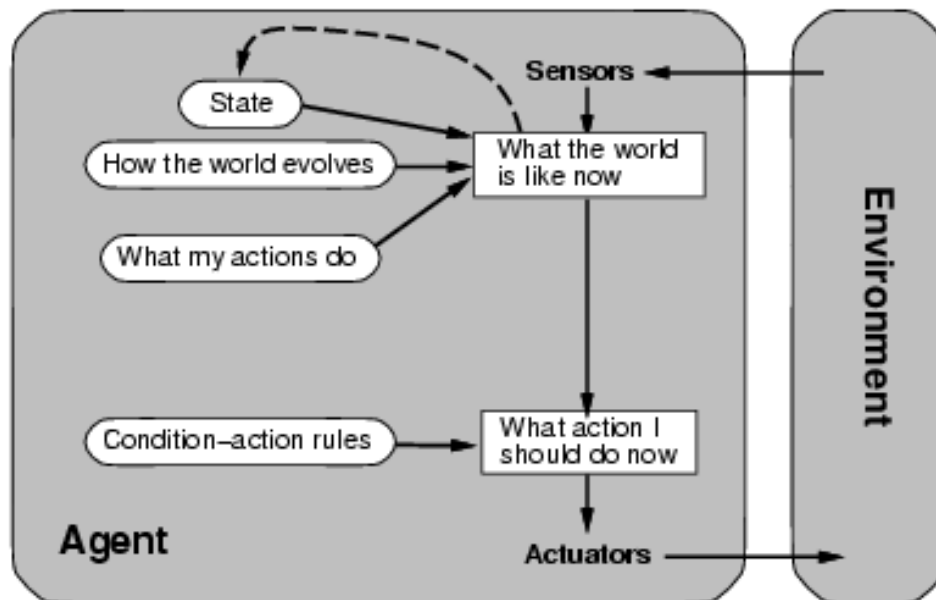 Sensors
State
What the world
is like now
How the world evolves
What my actions do
Environment
Condition–action rules
What action I
should do now
Agent
Actuators